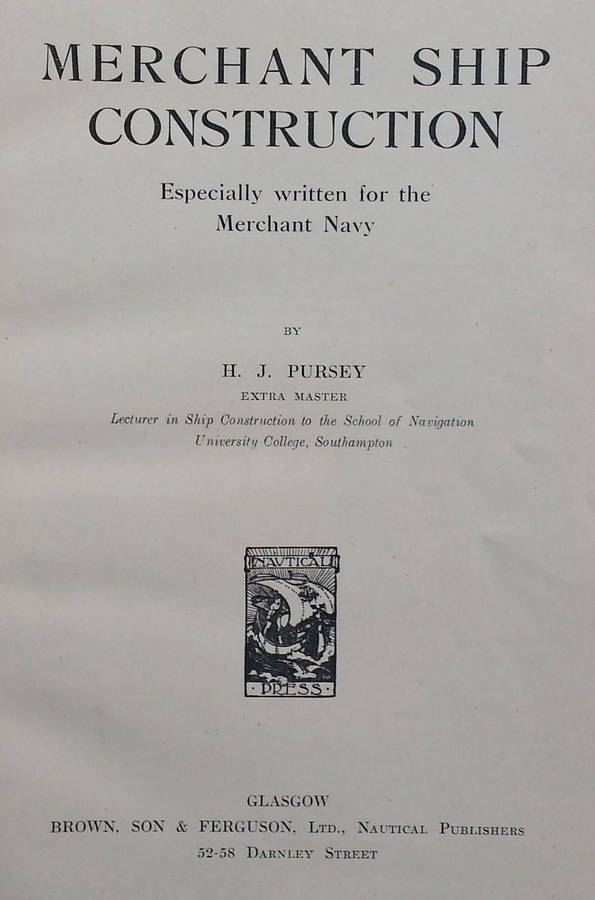 MERCHANT SHIP
CONSTRUCTION
Especially written for the
Merchant Navy
BY
H. J. PURSEY
EXTRA MASTER
Lecturer in Ship Construction to the School of Navigation
University College, Southampton
NAUTICAL
· PRESS ·
GLASGOW
BROWN, SON & FERGUSON, LTD., NAUTICAL PUBLISHERS
52-58 DARNLEY STREET